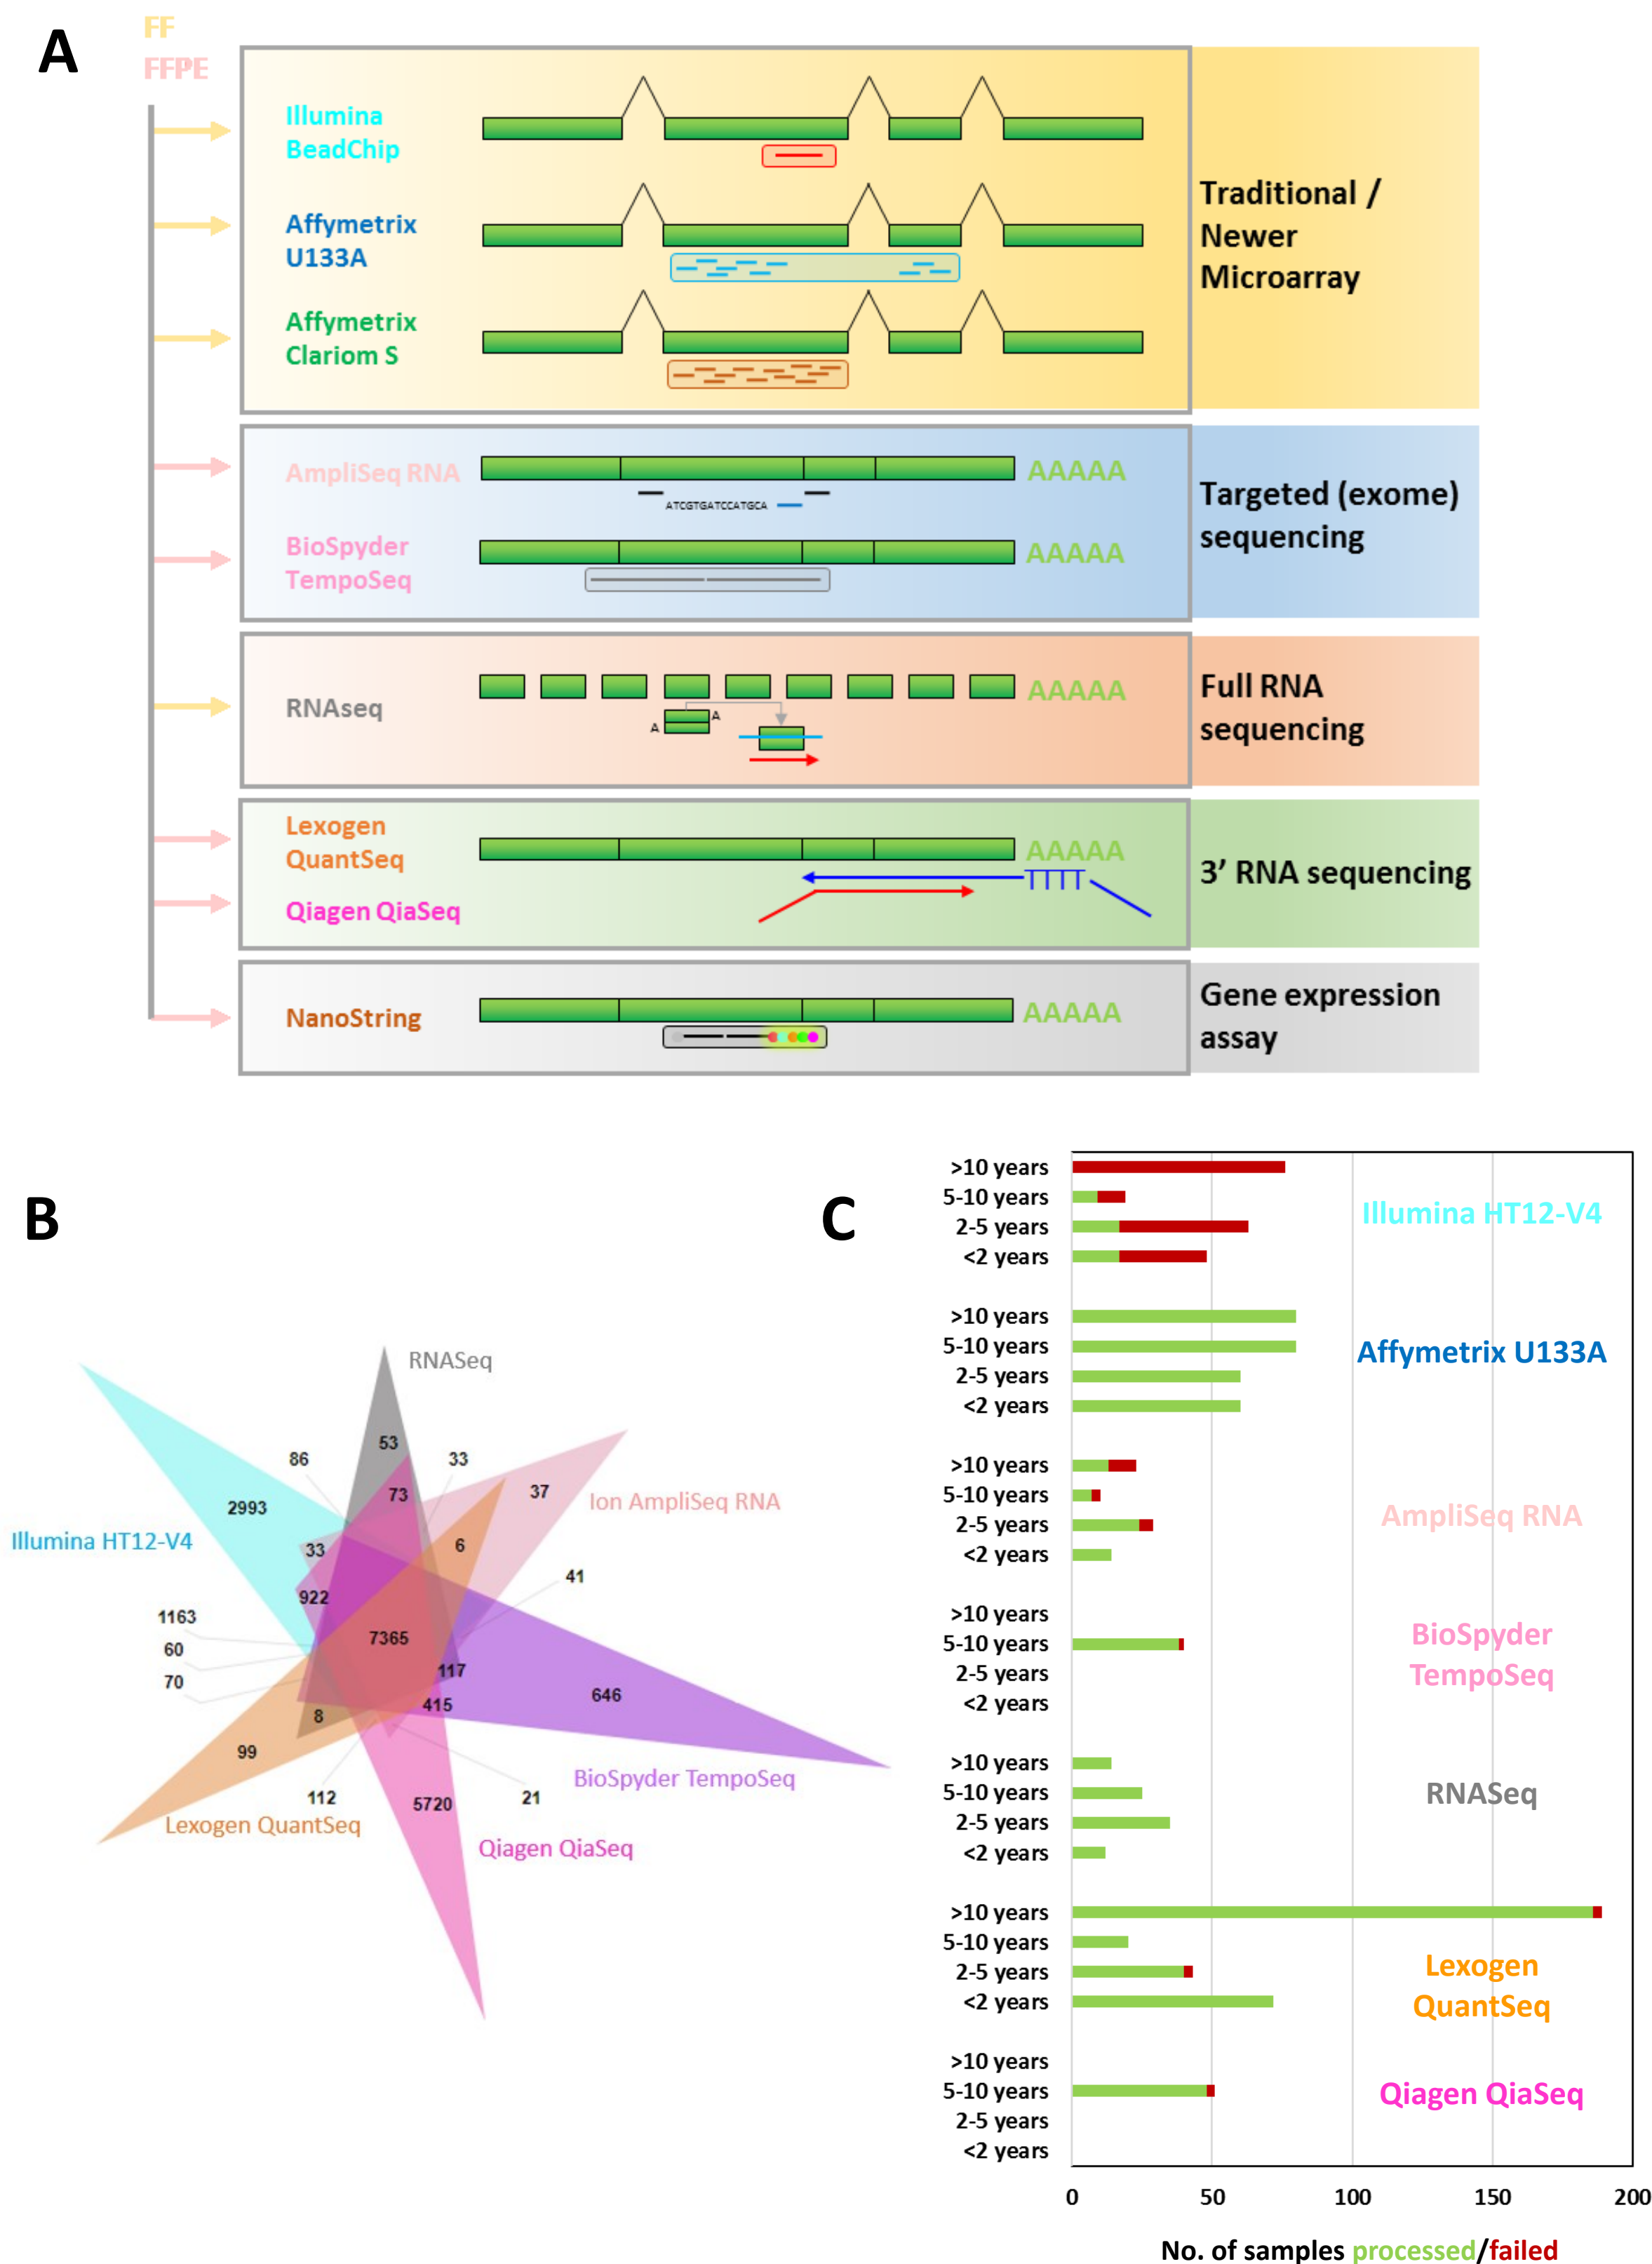 A
FF
FFPE
Illumina
BeadChip
Affymetrix
U133A
Affymetrix
Clariom S
Traditional /
Newer
Microarray
AmpliSeq RNA
AAAAA
ATCGTGATCCATGCA
BioSpyder
TempoSeq
AAAAA
Targeted (exome)
sequencing
RNAseq
AAAAA
A
A
Full RNA
sequencing
Lexogen
QuantSeq
AAAAA
TTTT
Qiagen QiaSeq
3’ RNA sequencing
NanoString
AAAAA
Gene expression
assay
B
RNASeq
53
33
86
73
37
Ion AmpliSeq RNA
2993
Illumina HT12-V4
33
6
41
922
1163
60
70
7365
117
415
646
8
99
112
21
5720
BioSpyder TempoSeq
Lexogen QuantSeq
Qiagen QiaSeq
C
>10 years
5-10 years
2-5 years
<2 years
Illumina HT12-V4
>10 years
5-10 years
2-5 years
<2 years
Affymetrix U133A
>10 years
5-10 years
2-5 years
<2 years
AmpliSeq RNA
>10 years
5-10 years
2-5 years
<2 years
BioSpyder
TempoSeq
>10 years
5-10 years
2-5 years
<2 years
RNASeq
>10 years
5-10 years
2-5 years
<2 years
Lexogen
QuantSeq
>10 years
5-10 years
2-5 years
<2 years
Qiagen QiaSeq
0 50 100 150 200
No. of samples processed/failed